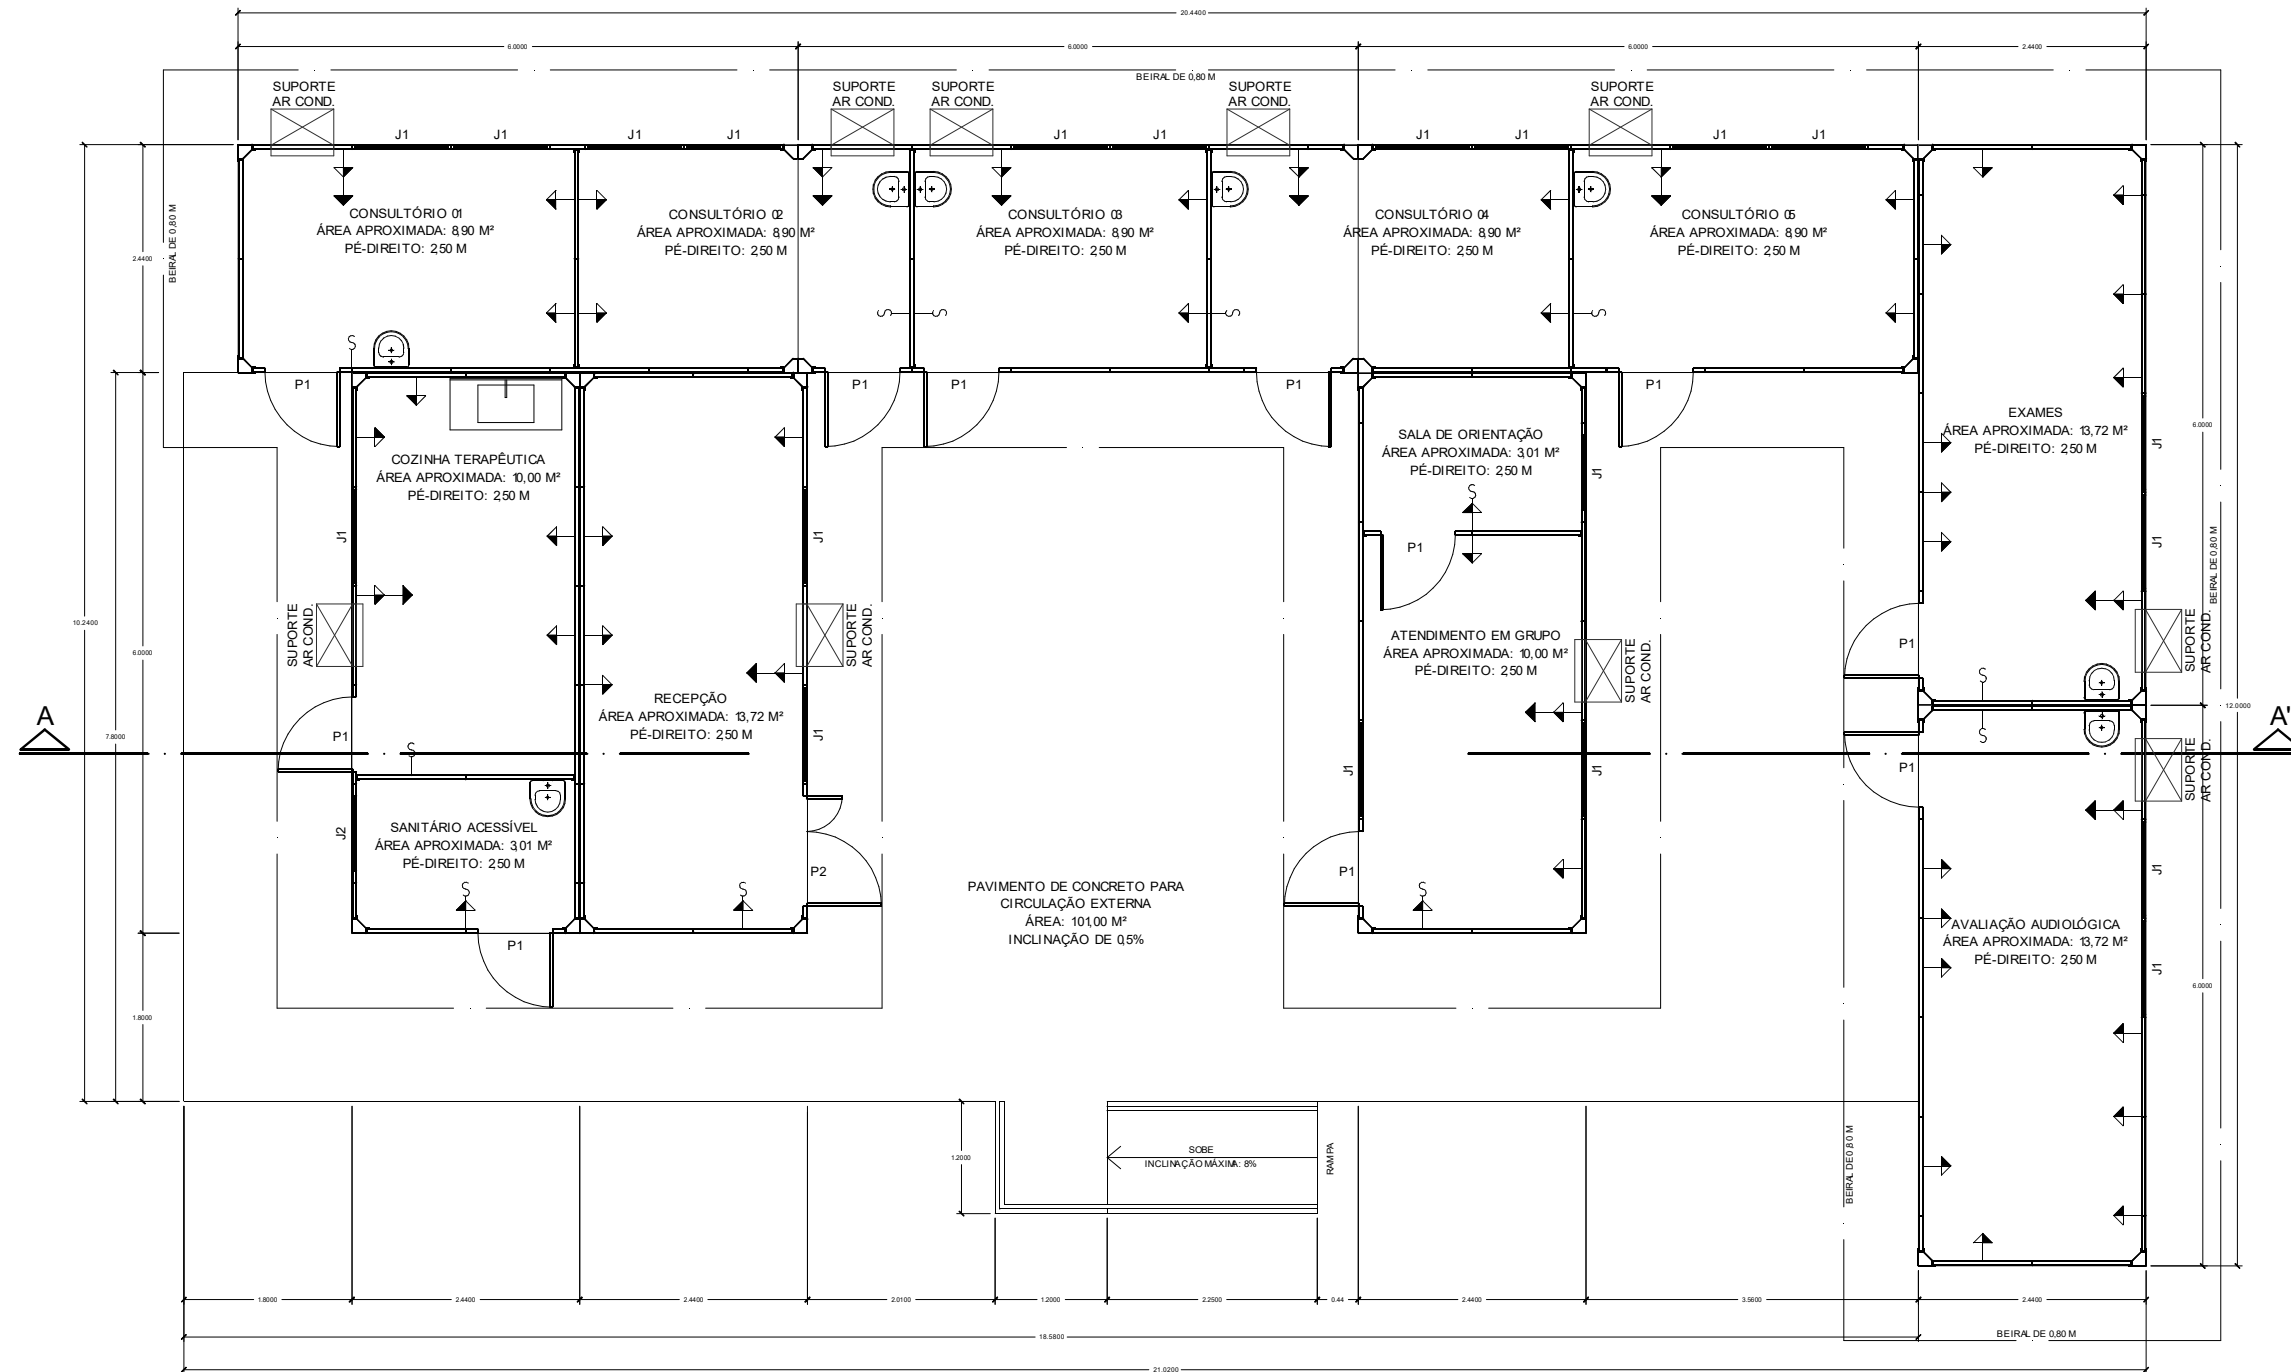 20.4400
6.0000
6.0000
6.0000
2.4400
BEIRAL DE 0,80 M
SUPORTE
AR COND.
SUPORTE
AR COND.
SUPORTE
AR COND.
SUPORTE
AR COND.
SUPORTE
AR COND.
J1
J1
J1
J1
J1
J1
J1
J1
J1
J1
BEIRAL DE 0,80 M
2.4400
CONSULTÓRIO 01
ÁREA APROXIMADA: 8,90 M²
PÉ-DIREITO: 2,50 M
CONSULTÓRIO 02
ÁREA APROXIMADA: 8,90 M²
PÉ-DIREITO: 2,50 M
CONSULTÓRIO 03
ÁREA APROXIMADA: 8,90 M²
PÉ-DIREITO: 2,50 M
CONSULTÓRIO 04
ÁREA APROXIMADA: 8,90 M²
PÉ-DIREITO: 2,50 M
CONSULTÓRIO 05
ÁREA APROXIMADA: 8,90 M²
PÉ-DIREITO: 2,50 M
S
S
S
S
S
P1
P1
P1
P1
P1
EXAMES
ÁREA APROXIMADA: 13,72 M²
PÉ-DIREITO: 2,50 M
J1
J1
6.0000
BEIRAL DE 0,80 M
COZINHA TERAPÊUTICA
ÁREA APROXIMADA: 10,00 M²
PÉ-DIREITO: 2,50 M
SALA DE ORIENTAÇÃO
ÁREA APROXIMADA: 3,01 M²
PÉ-DIREITO: 2,50 M
S
P1
J1
J1
J1
10.2400
6.0000
7.8000
SUPORTE
AR COND.
SUPORTE
AR COND.
ATENDIMENTO EM GRUPO
ÁREA APROXIMADA: 10,00 M²
PÉ-DIREITO: 2,50 M
SUPORTE
AR COND.
P1
SUPORTE
AR COND.
S
RECEPÇÃO
ÁREA APROXIMADA: 13,72 M²
PÉ-DIREITO: 2,50 M
J1
12.0000
A
A'
P1
S
J1
J1
S
P1
SUPORTE
AR COND.
J2
SANITÁRIO ACESSÍVEL
ÁREA APROXIMADA: 3,01 M²
PÉ-DIREITO: 2,50 M
S
S
P2
P1
S
J1
J1
P1
PAVIMENTO DE CONCRETO PARA
CIRCULAÇÃO EXTERNA
ÁREA: 101,00 M²
INCLINAÇÃO DE 0,5%
AVALIAÇÃO AUDIOLÓGICA
ÁREA APROXIMADA: 13,72 M²
PÉ-DIREITO: 2,50 M
6.0000
1.8000
1.2000
SOBE
INCLINAÇÃO MÁXIMA: 8%
RAMPA
BEIRAL DE 0,80 M
1.8000
2.4400
2.4400
2.0100
1.2000
2.2500
0.44
2.4400
3.5600
2.4400
18.5800
BEIRAL DE 0,80 M
21.0200